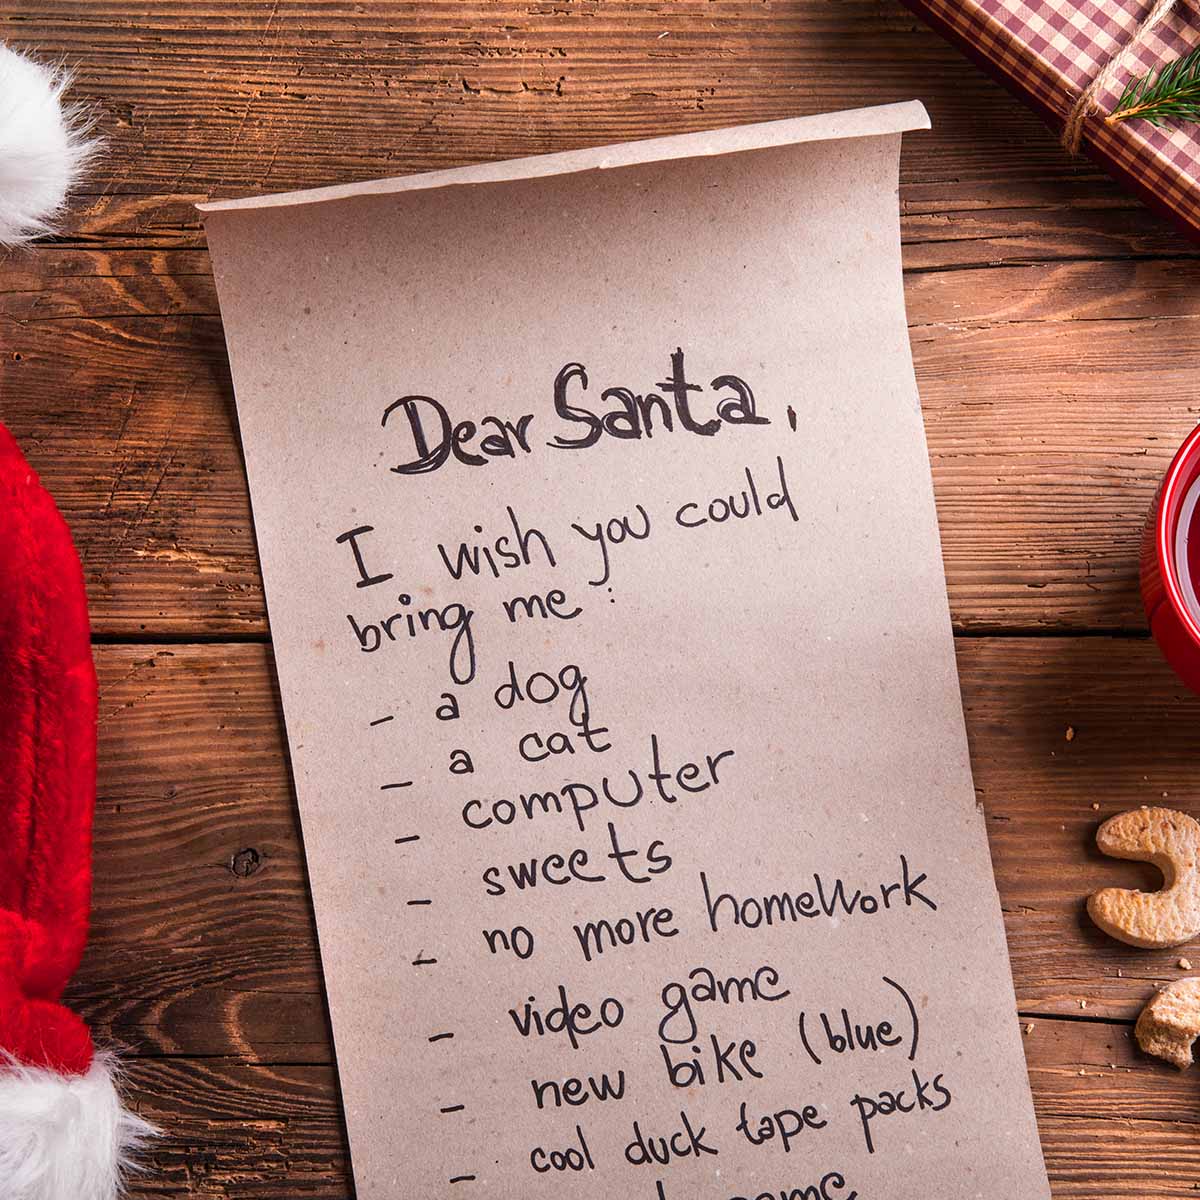 Dear Santa,
I wish you could
bring me:
- a dog
- a cat
- computer
- sweets
- no more homework
- video game
- new bike (blue)
- cool duck tape packs
game